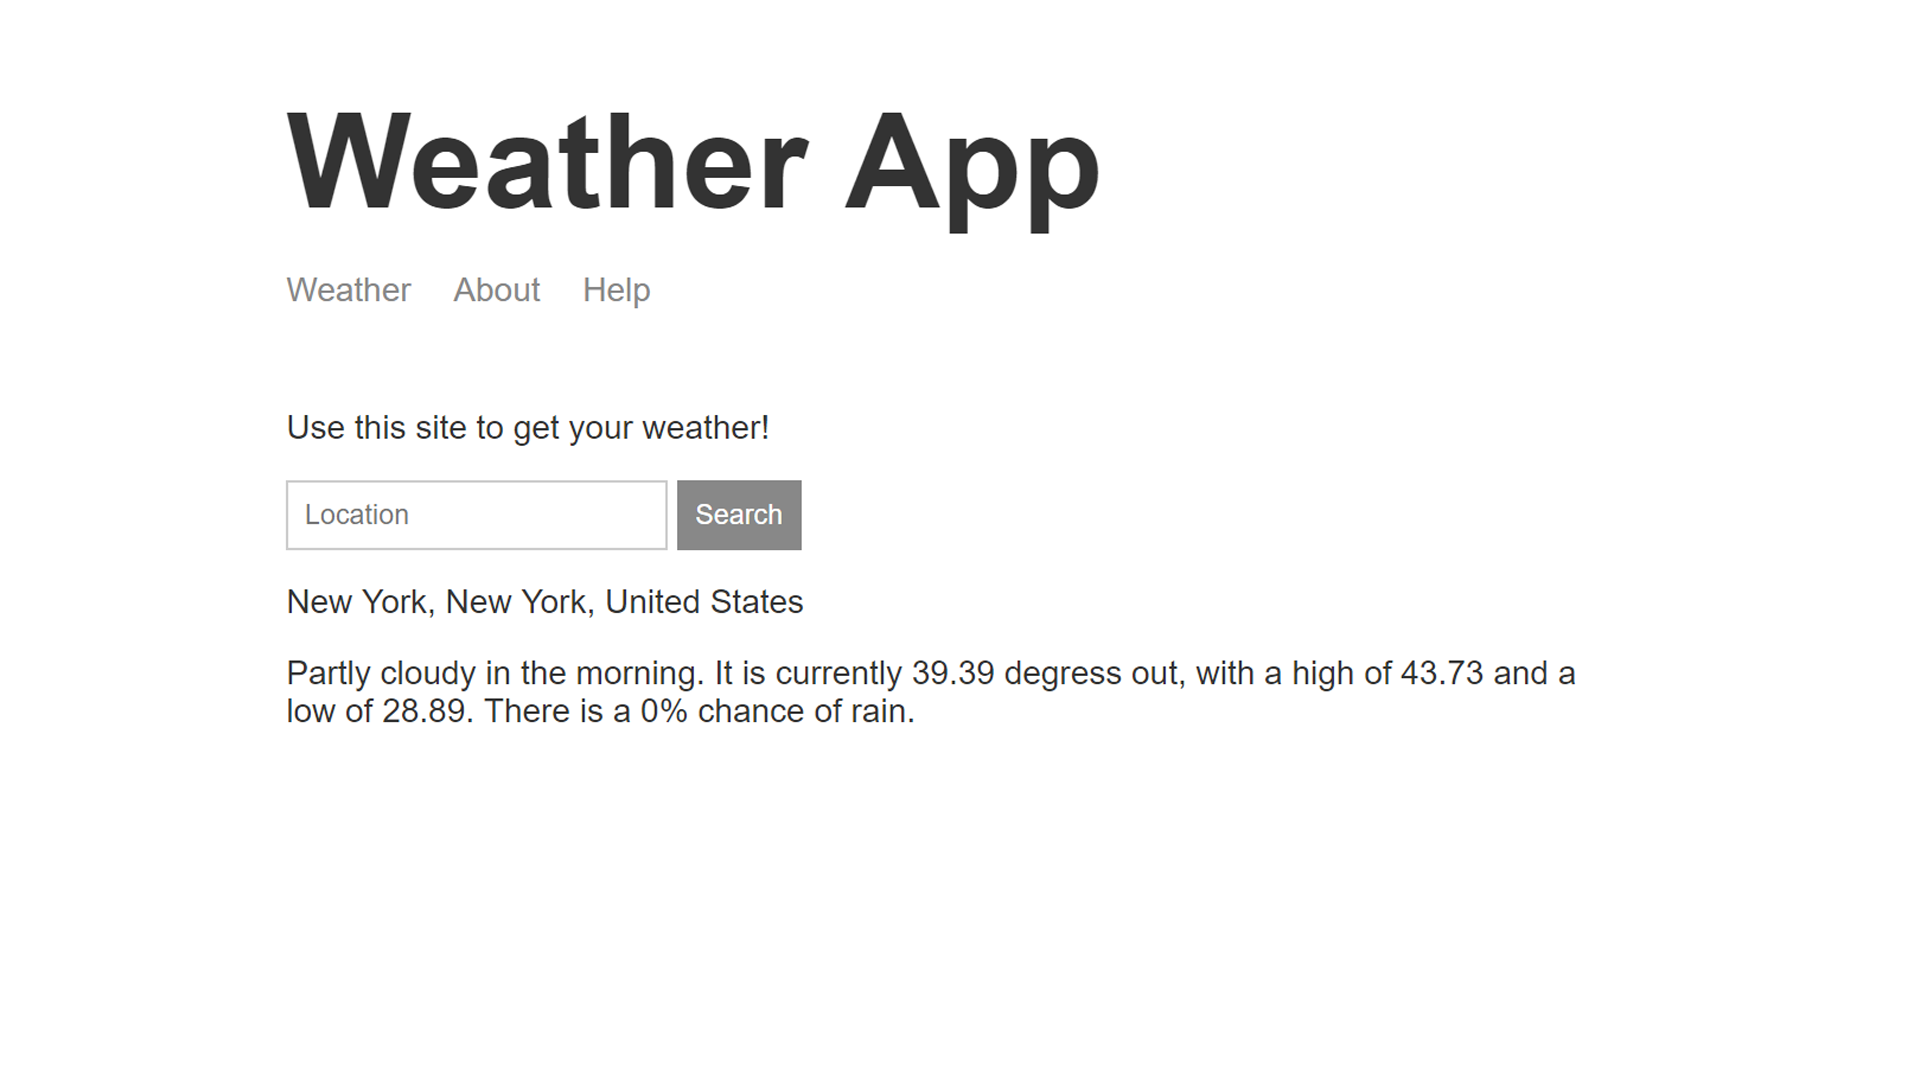 Weather App
Weather About Help
Use this site to get your weather!
Location Search
New York, New York, United States
Partly cloudy in the morning. It is currently 39.39 degress out, with a high of 43.73 and a
low of 28.89. There is a 0% chance of rain.